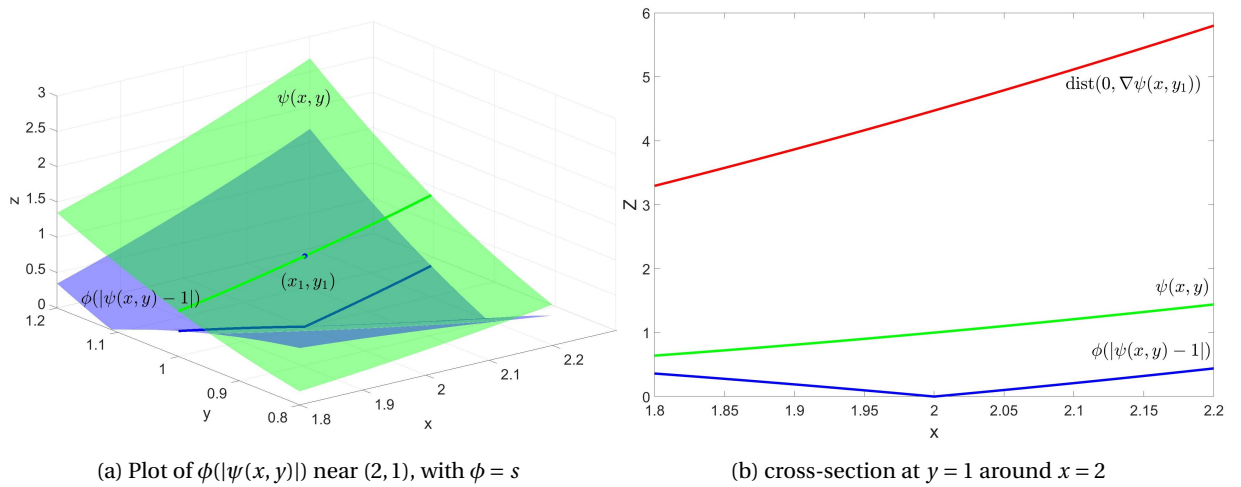 3
2.5
2
1.5
1
0.5
0
z
1.2
1.1
1
0.9
0.8
y
1.8
1.9
2
2.1
2.2
x
ψ(x, y)
(x₁, y₁)
ϕ(|ψ(x, y) − 1|)
(a) Plot of ϕ(|ψ(x, y)|) near (2, 1), with ϕ = s
6
5
4
3
2
1
0
Z
dist(0, ∇ψ(x, y₁))
ψ(x, y)
ϕ(|ψ(x, y) − 1|)
1.8 1.85 1.9 1.95 2 2.05 2.1 2.15 2.2
x
(b) cross-section at y = 1 around x = 2